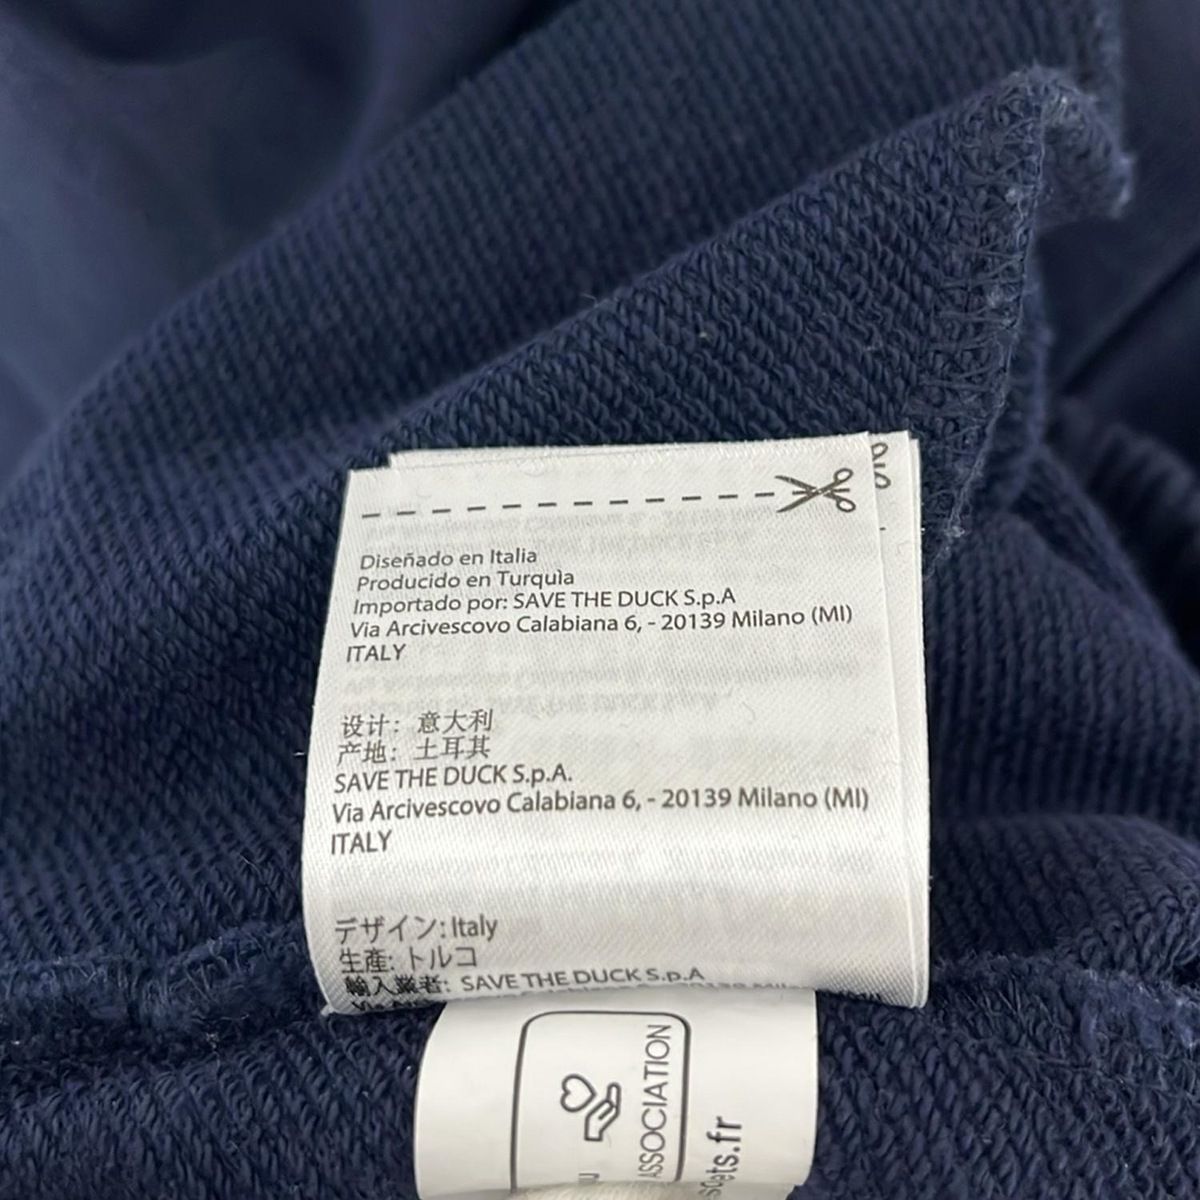 Diseñado en Italia
Producido en Turquìa
Importado por: SAVE THE DUCK S.p.A
Via Arcivescovo Calabiana 6, - 20139 Milano (MI)
ITALY
设计: 意大利
产地: 土耳其
SAVE THE DUCK S.p.A.
Via Arcivescovo Calabiana 6, - 20139 Milano (MI)
ITALY
デザイン: Italy
生産: トルコ
輸入業者: SAVE THE DUCK S.p.A
ASSOCIATION